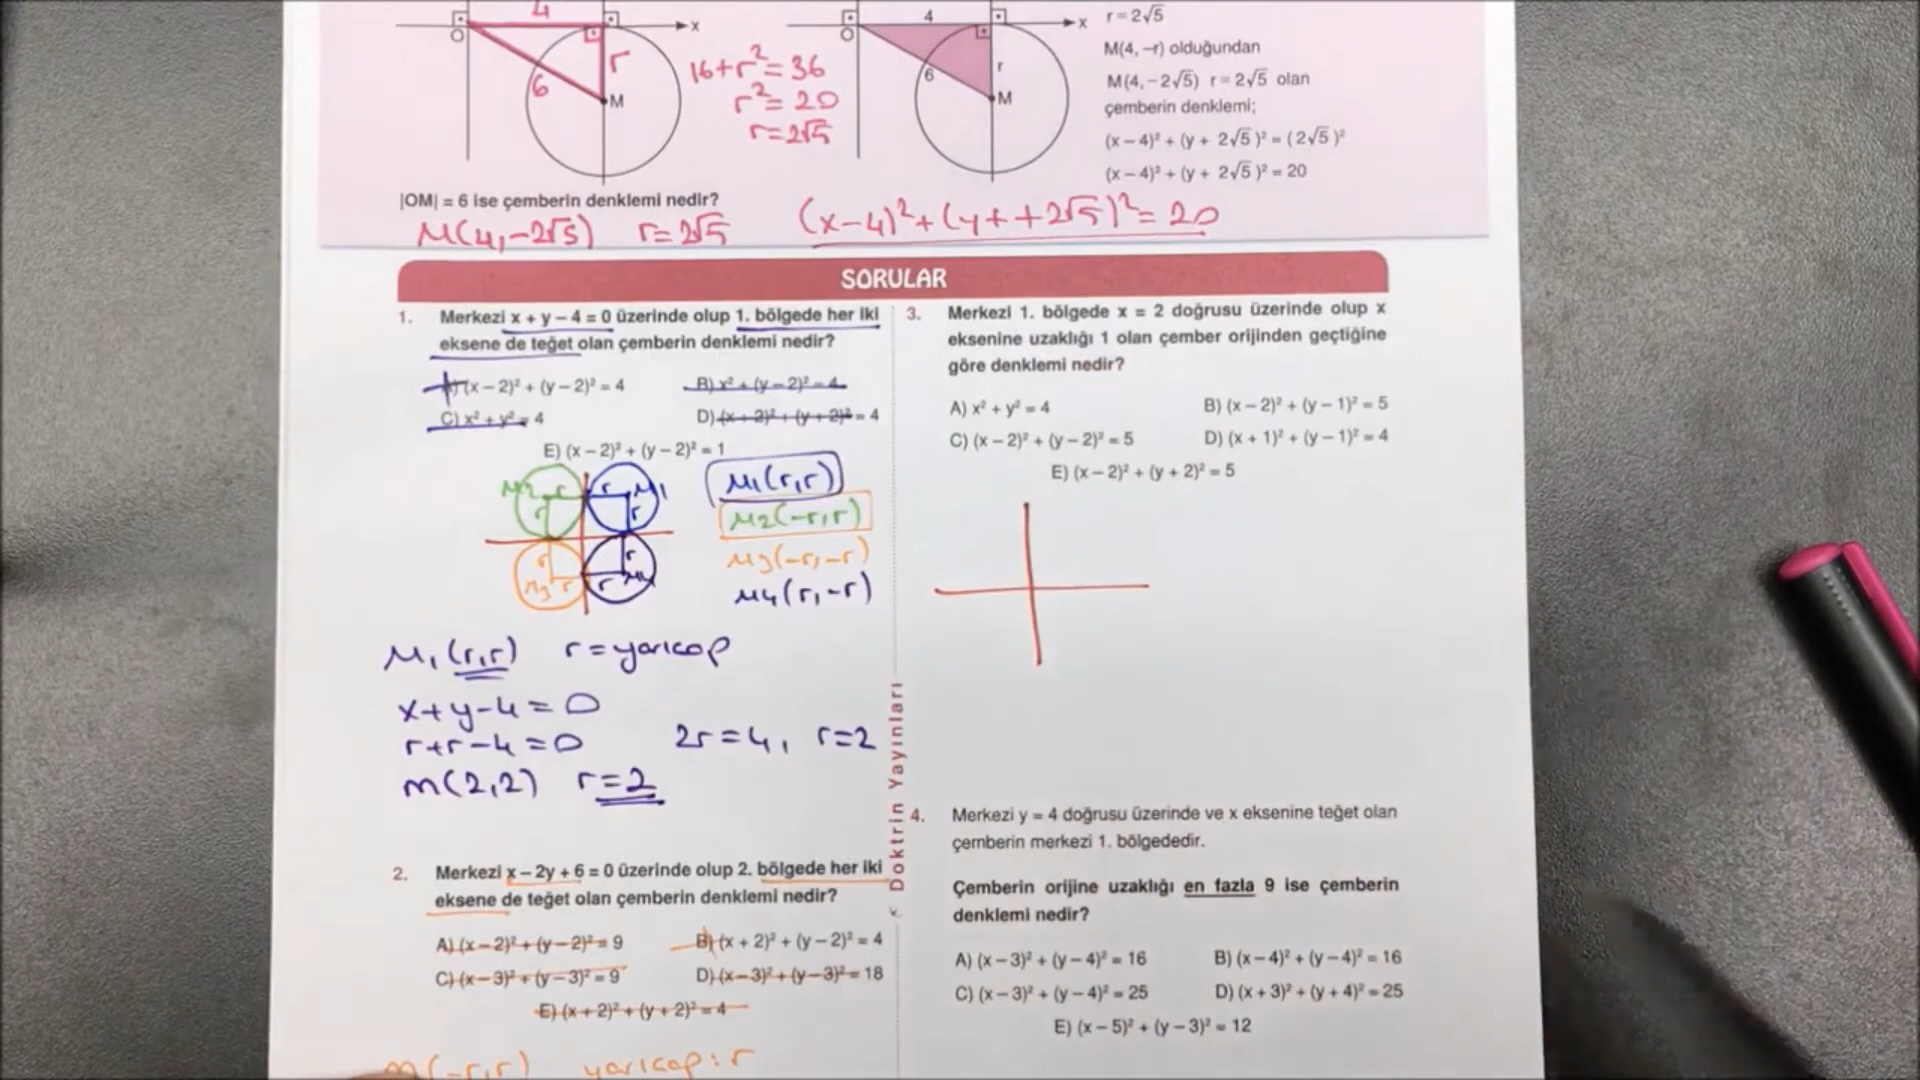 4
x
O
r
6
M
16+r²=36
r²=20
r=2√5
|OM| = 6 ise çemberin denklemi nedir?
M(4,-2√5) r=2√5
4
x
O
r
6
M
r = 2√5
M(4, –r) olduğundan
M(4, – 2√5) r = 2√5 olan
çemberin denklemi;
(x – 4)² + (y + 2√5 )² = ( 2√5 )²
(x – 4)² + (y + 2√5 )² = 20
(x-4)²+(y++2√5)²=20
SORULAR
1. Merkezi x + y – 4 = 0 üzerinde olup 1. bölgede her iki
eksene de teğet olan çemberin denklemi nedir?
A) (x – 2)² + (y – 2)² = 4
B) x² + (y – 2)² = 4
C) x² + y² = 4
D) (x + 2)² + (y + 2)² = 4
E) (x – 2)² + (y – 2)² = 1
M2 r r
r M1 r
M3 r r
r r M4
M1(r,r)
M2(-r,r)
M3(-r,-r)
M4(r,-r)
M1(r,r) r=yarıçap
x+y-4=0
r+r-4=0 2r=4, r=2
m(2,2) r=2
2. Merkezi x – 2y + 6 = 0 üzerinde olup 2. bölgede her iki
eksene de teğet olan çemberin denklemi nedir?
A) (x – 2)² + (y – 2)² = 9
B) (x + 2)² + (y – 2)² = 4
C) (x – 3)² + (y – 3)² = 9
D) (x – 3)² + (y – 3)² = 18
E) (x + 2)² + (y + 2)² = 4
m(-r,r) yarıçap: r
Doktrin Yayınları
3. Merkezi 1. bölgede x = 2 doğrusu üzerinde olup x
eksenine uzaklığı 1 olan çember orijinden geçtiğine
göre denklemi nedir?
A) x² + y² = 4
B) (x – 2)² + (y – 1)² = 5
C) (x – 2)² + (y – 2)² = 5
D) (x + 1)² + (y – 1)² = 4
E) (x – 2)² + (y + 2)² = 5
4. Merkezi y = 4 doğrusu üzerinde ve x eksenine teğet olan
çemberin merkezi 1. bölgededir.
Çemberin orijine uzaklığı en fazla 9 ise çemberin
denklemi nedir?
A) (x – 3)² + (y – 4)² = 16
B) (x – 4)² + (y – 4)² = 16
C) (x – 3)² + (y – 4)² = 25
D) (x + 3)² + (y + 4)² = 25
E) (x – 5)² + (y – 3)² = 12